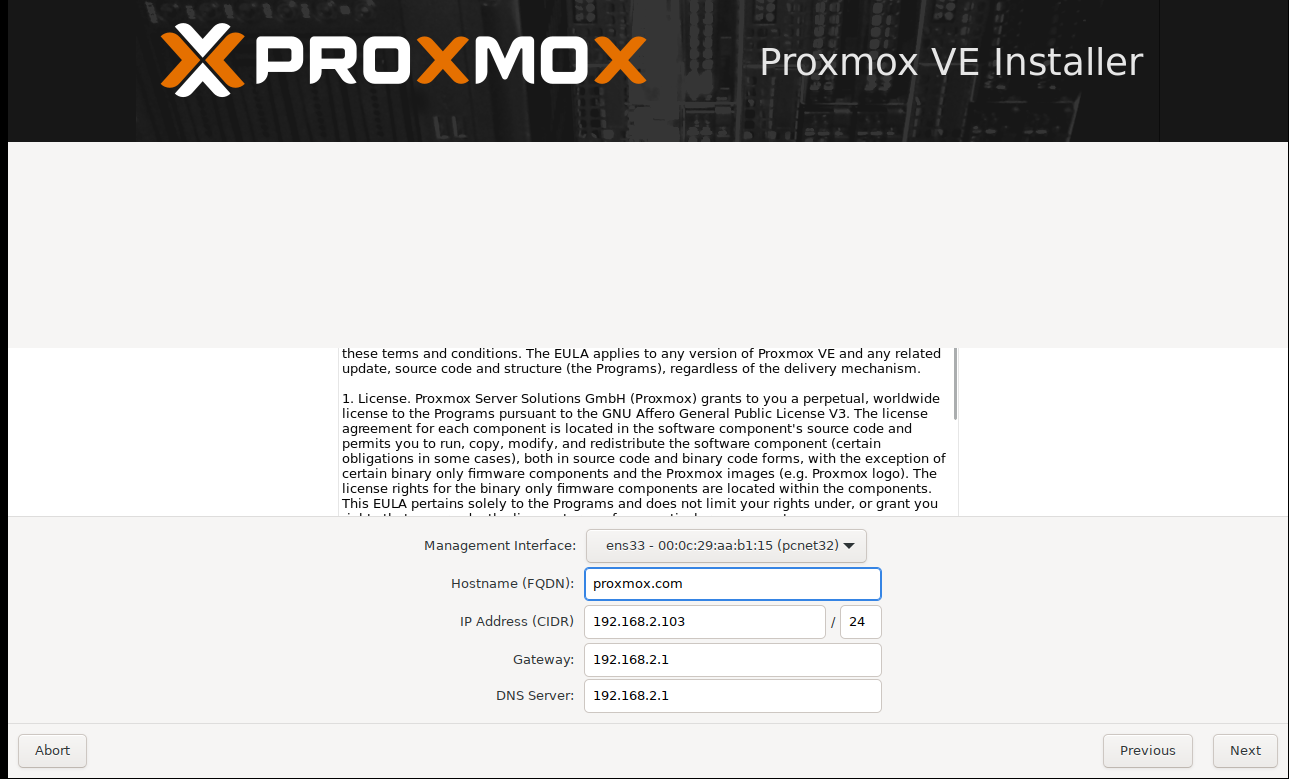 PROXMOX
Proxmox VE Installer
these terms and conditions. The EULA applies to any version of Proxmox VE and any related
update, source code and structure (the Programs), regardless of the delivery mechanism.
1. License. Proxmox Server Solutions GmbH (Proxmox) grants to you a perpetual, worldwide
license to the Programs pursuant to the GNU Affero General Public License V3. The license
agreement for each component is located in the software component's source code and
permits you to run, copy, modify, and redistribute the software component (certain
obligations in some cases), both in source code and binary code forms, with the exception of
certain binary only firmware components and the Proxmox images (e.g. Proxmox logo). The
license rights for the binary only firmware components are located within the components.
This EULA pertains solely to the Programs and does not limit your rights under, or grant you
Management Interface: ens33 - 00:0c:29:aa:b1:15 (pcnet32)
Hostname (FQDN): proxmox.com
IP Address (CIDR) 192.168.2.103 / 24
Gateway: 192.168.2.1
DNS Server: 192.168.2.1
Abort Previous Next